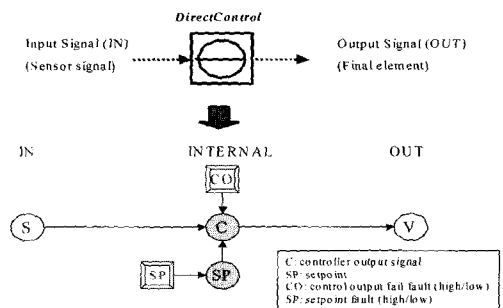 DirectControl
Input Signal (IN)
(Sensor signal)
Output Signal (OUT)
(Final element)
IN
INTERNAL
OUT
CO
S
C
V
SP
SP
C: controller output signal
SP: setpoint
CO: control output fail fault (high/low)
SP: setpoint fault (high/low)